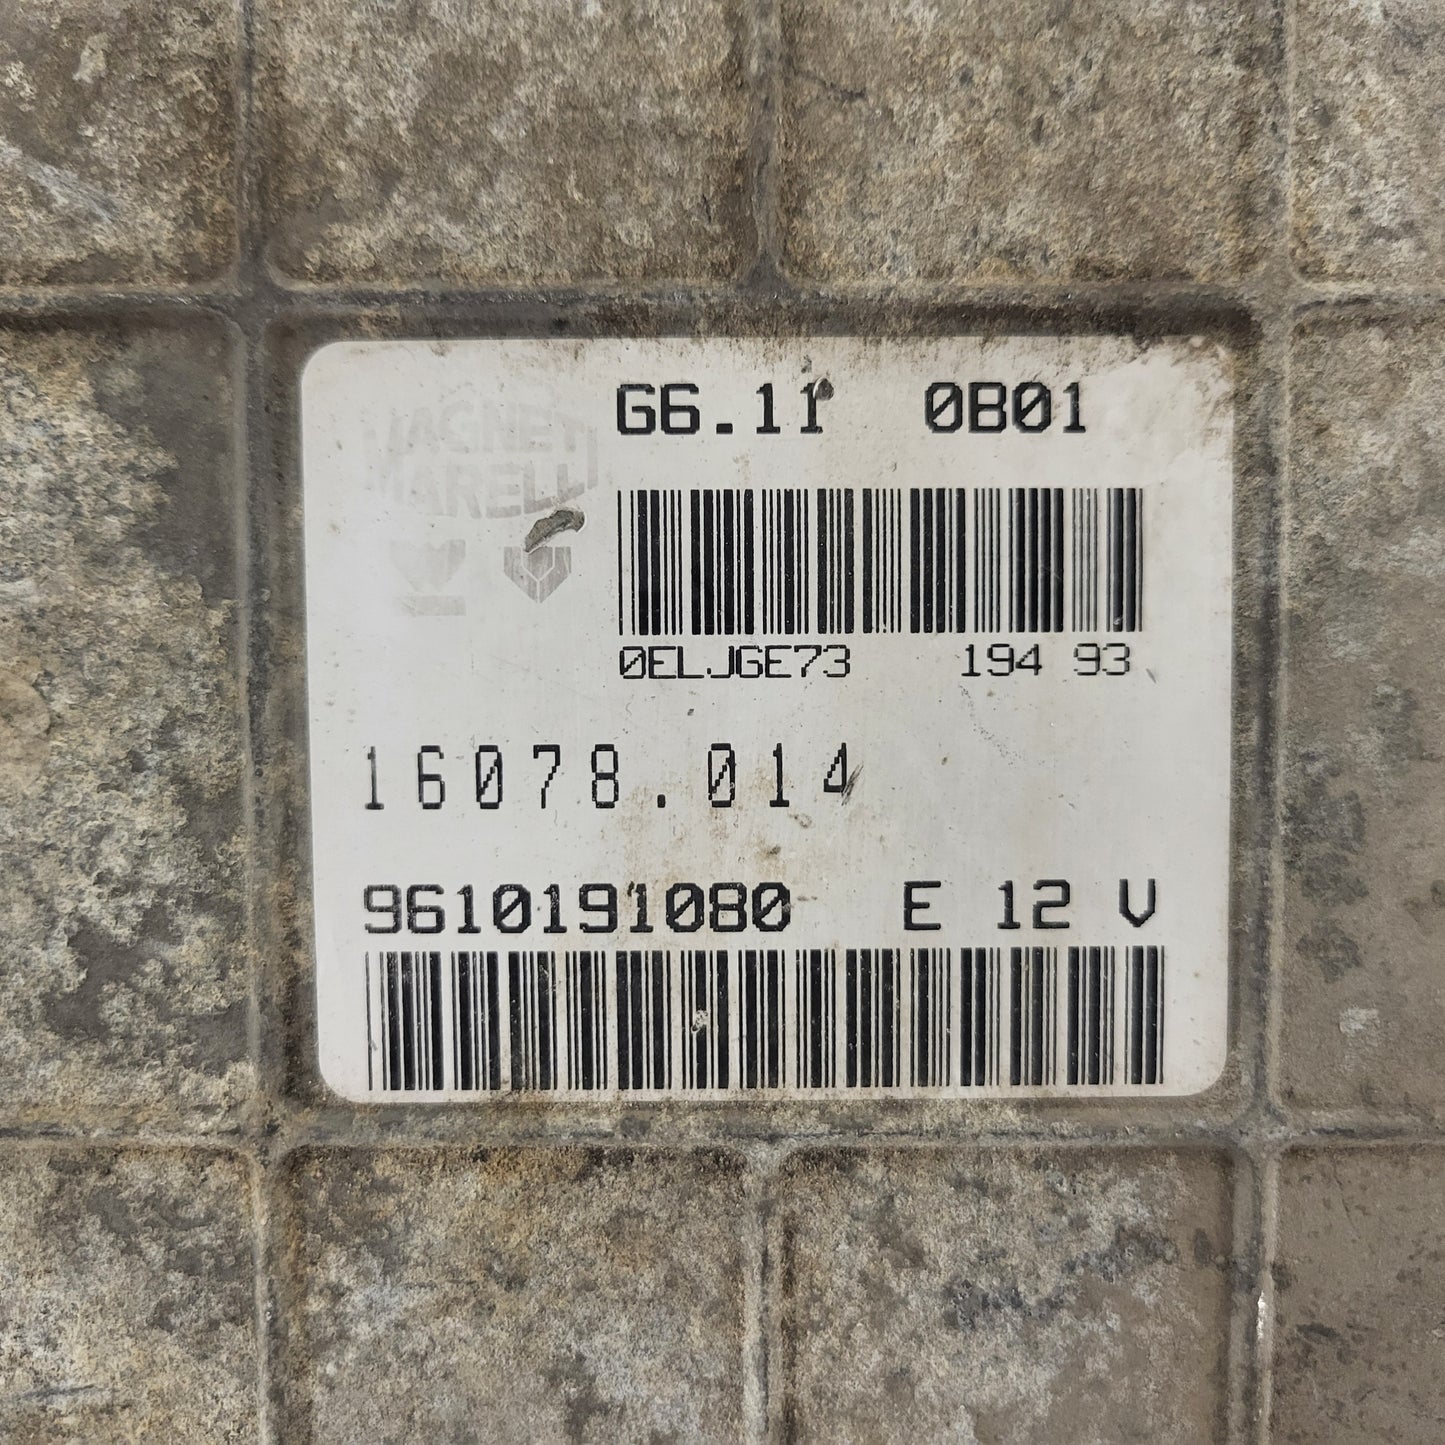 G6.11 0B01
MAGNETI
MARELLI
0ELJGE73 194 93
16078.014
9610191080 E 12 V